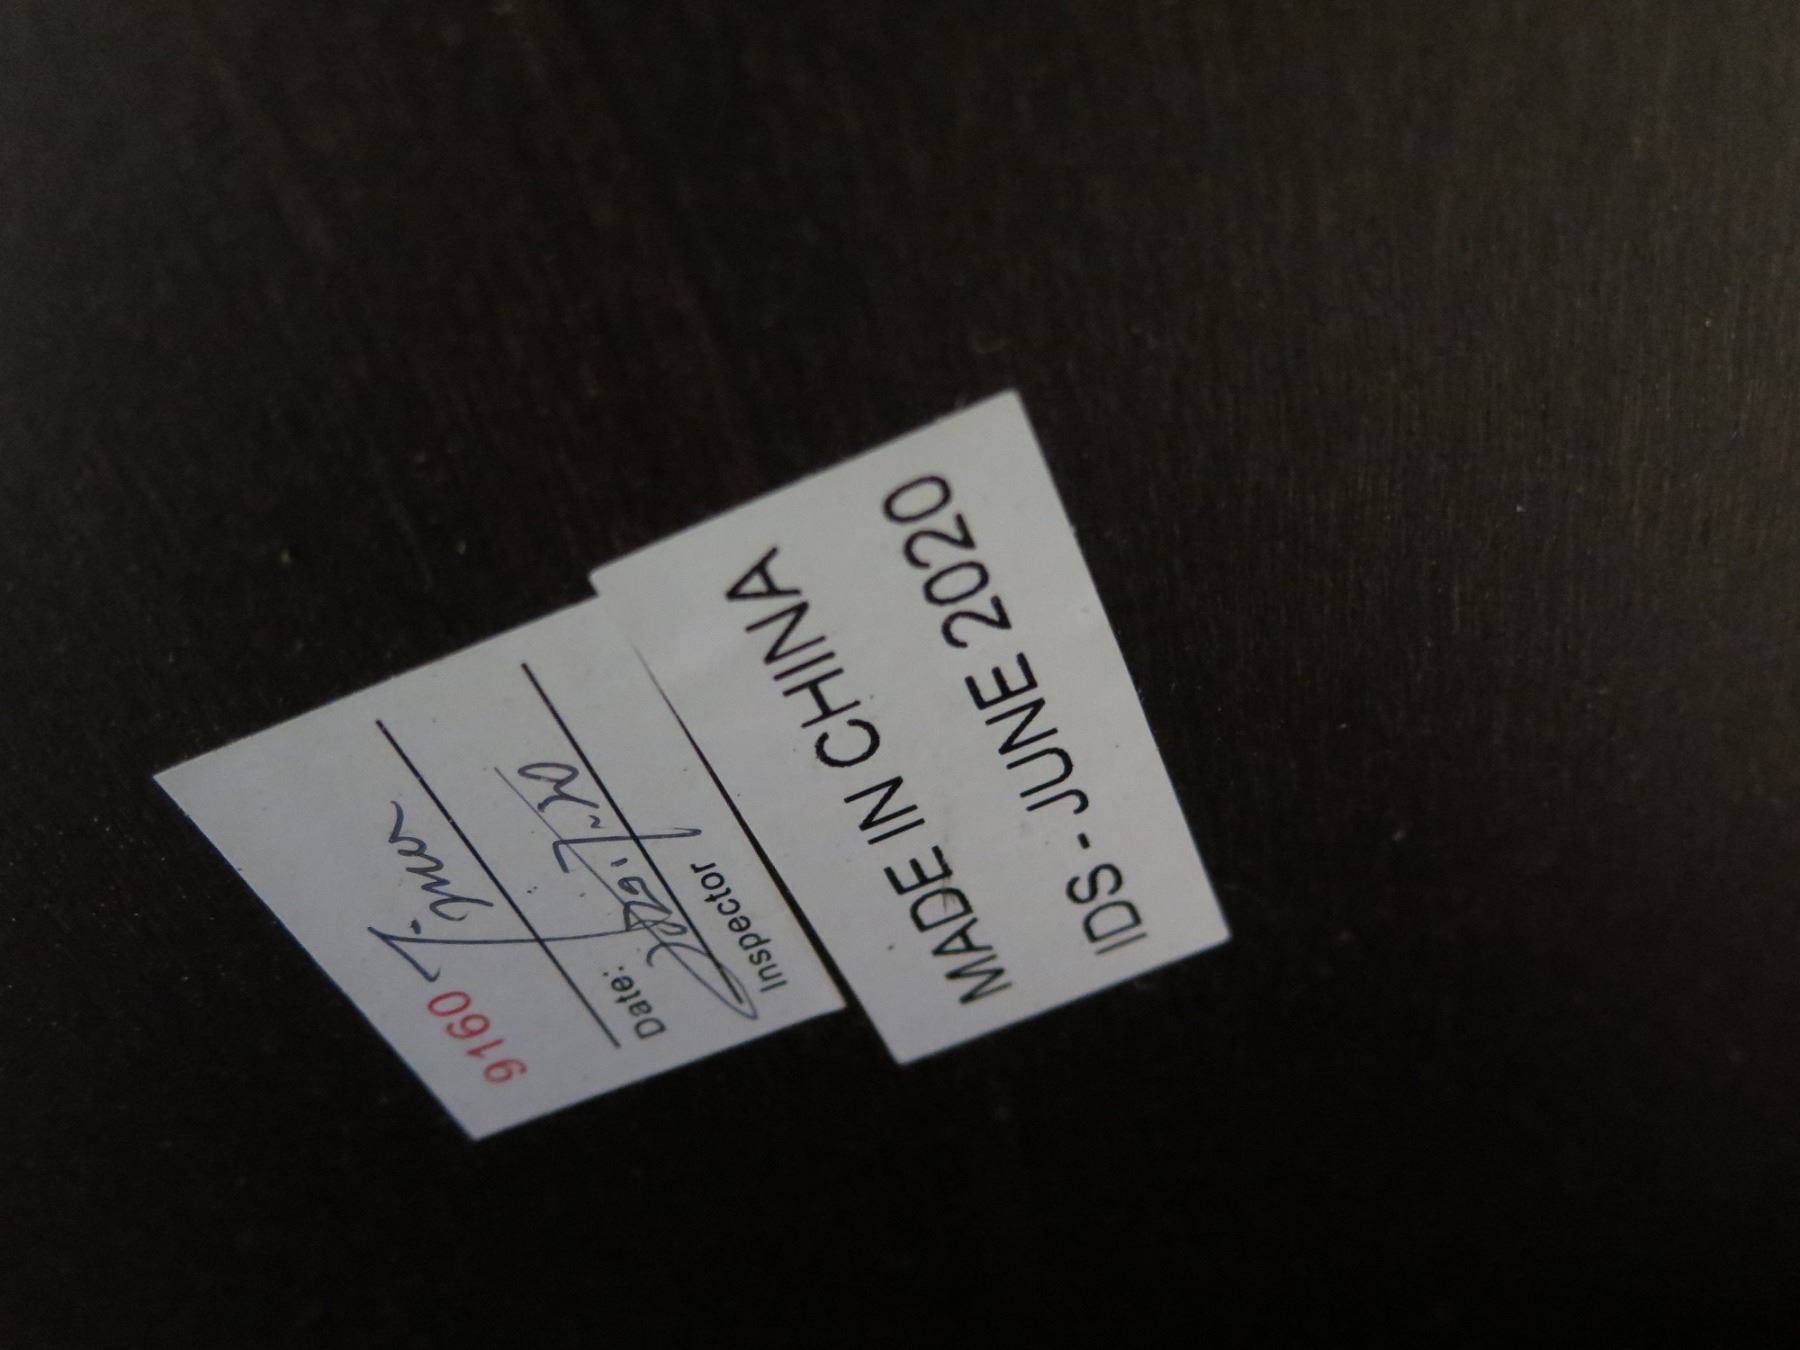 9160
Date:
Inspector
MADE IN CHINA
IDS - JUNE 2020